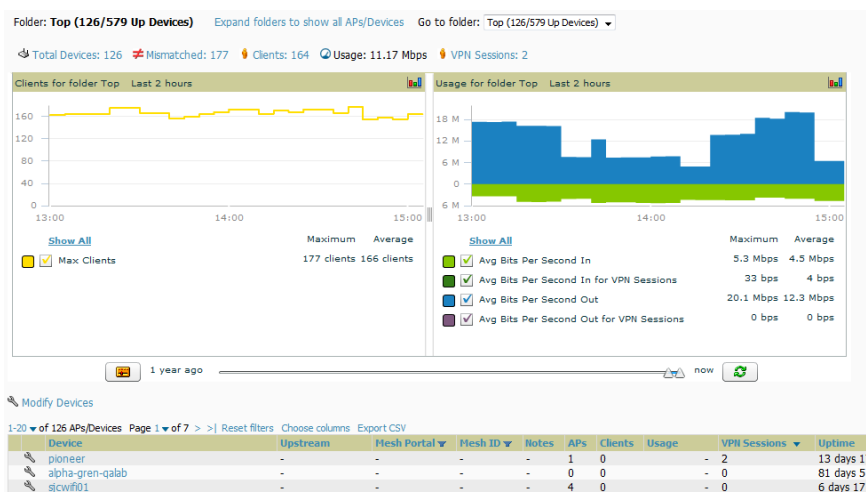 Folder: Top (126/579 Up Devices) Expand folders to show all APs/Devices Go to folder: Top (126/579 Up Devices)
Total Devices: 126 Mismatched: 177 Clients: 164 Usage: 11.17 Mbps VPN Sessions: 2
Clients for folder Top Last 2 hours
160
120
80
40
0
13:00 14:00 15:00
Show All Maximum Average
Max Clients 177 clients 166 clients
Usage for folder Top Last 2 hours
18 M
12 M
6 M
0
6 M
13:00 14:00 15:00
Show All Maximum Average
Avg Bits Per Second In 5.3 Mbps 4.5 Mbps
Avg Bits Per Second In for VPN Sessions 33 bps 4 bps
Avg Bits Per Second Out 20.1 Mbps 12.3 Mbps
Avg Bits Per Second Out for VPN Sessions 0 bps 0 bps
1 year ago now
Modify Devices
1-20 of 126 APs/Devices Page 1 of 7 > >| Reset filters Choose columns Export CSV
Device Upstream Mesh Portal Mesh ID Notes APs Clients Usage VPN Sessions Uptime
pioneer - - - - 1 0 - 2 13 days 1
alpha-gren-qalab - - - - 0 0 - 0 81 days 5
sjcwifi01 - - - - 4 0 - 0 6 days 17